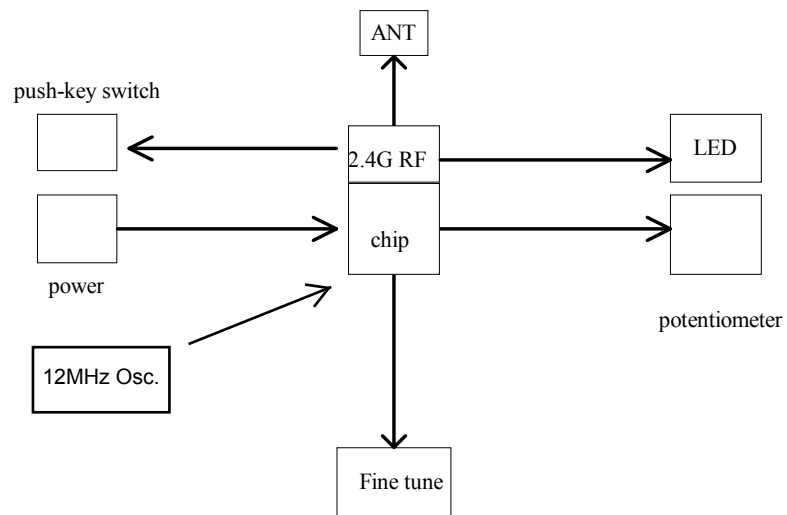 ANT
push-key switch
2.4G RF
LED
chip
power
potentiometer
12MHz Osc.
Fine tune